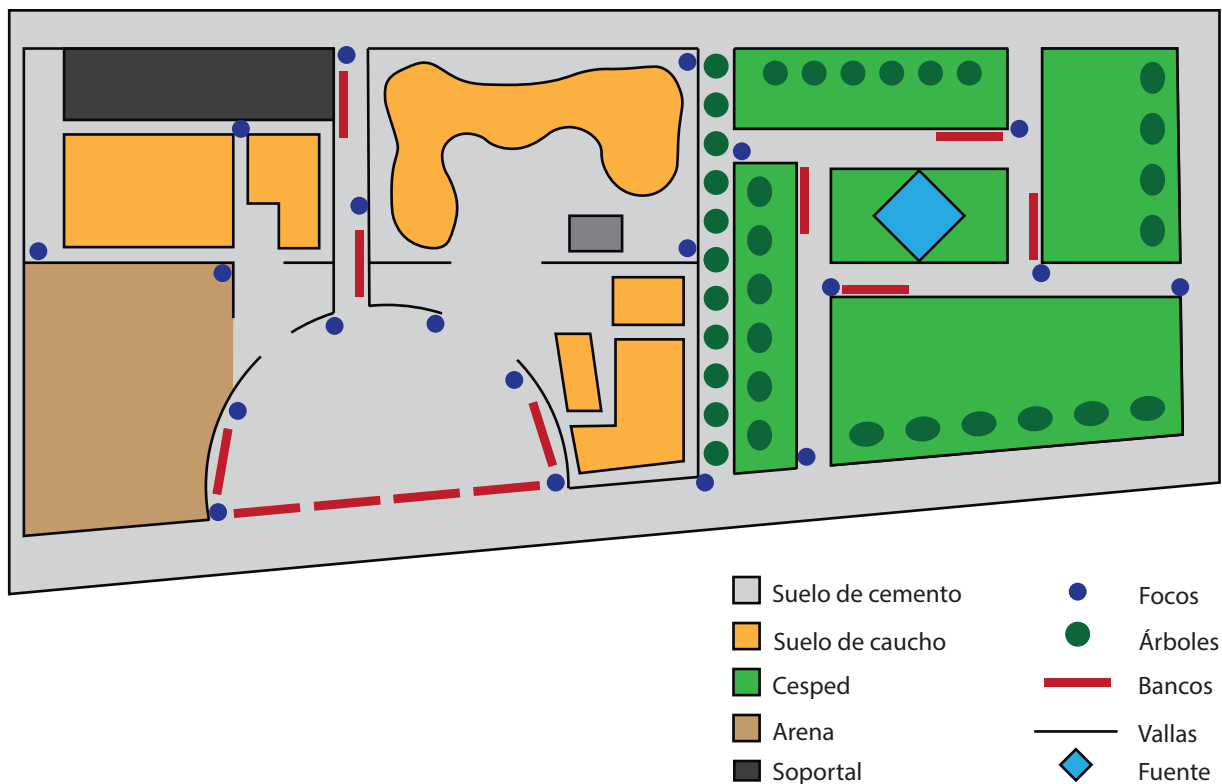 Suelo de cemento
Suelo de caucho
Cesped
Arena
Soportal
Focos
Árboles
Bancos
Vallas
Fuente